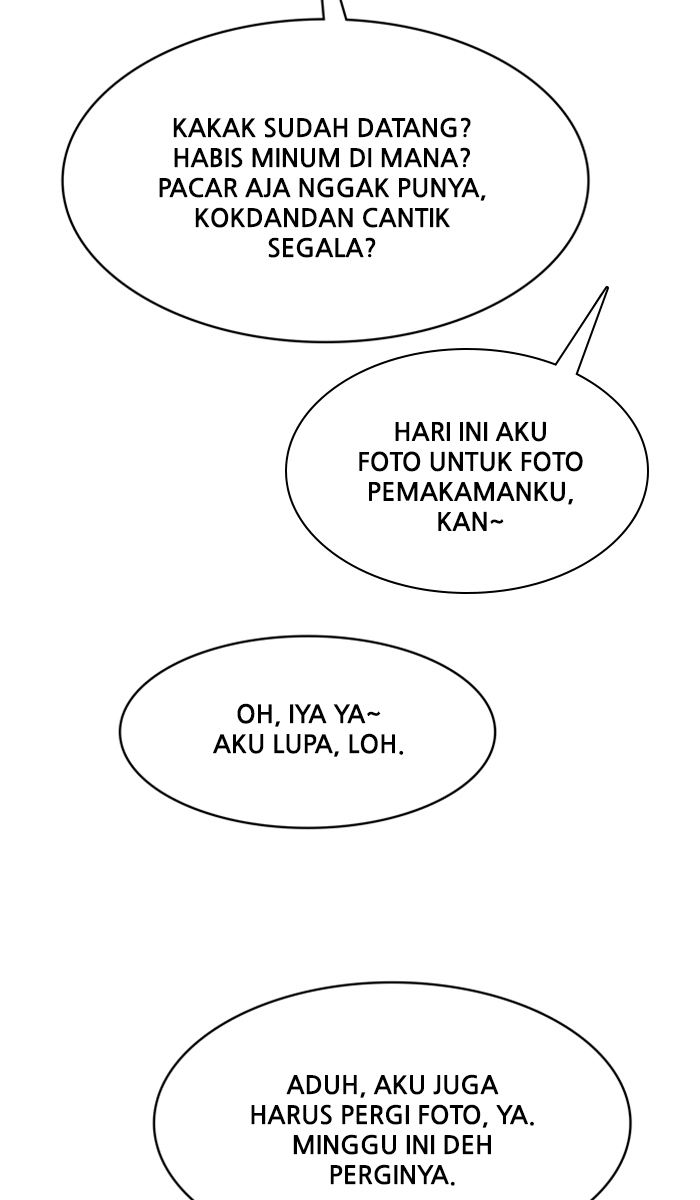 KAKAK SUDAH DATANG?
HABIS MINUM DI MANA?
PACAR AJA NGGAK PUNYA,
KOKDANDAN CANTIK
SEGALA?
HARI INI AKU
FOTO UNTUK FOTO
PEMAKAMANKU,
KAN~
OH, IYA YA~
AKU LUPA, LOH.
ADUH, AKU JUGA
HARUS PERGI FOTO, YA.
MINGGU INI DEH
PERGINYA.